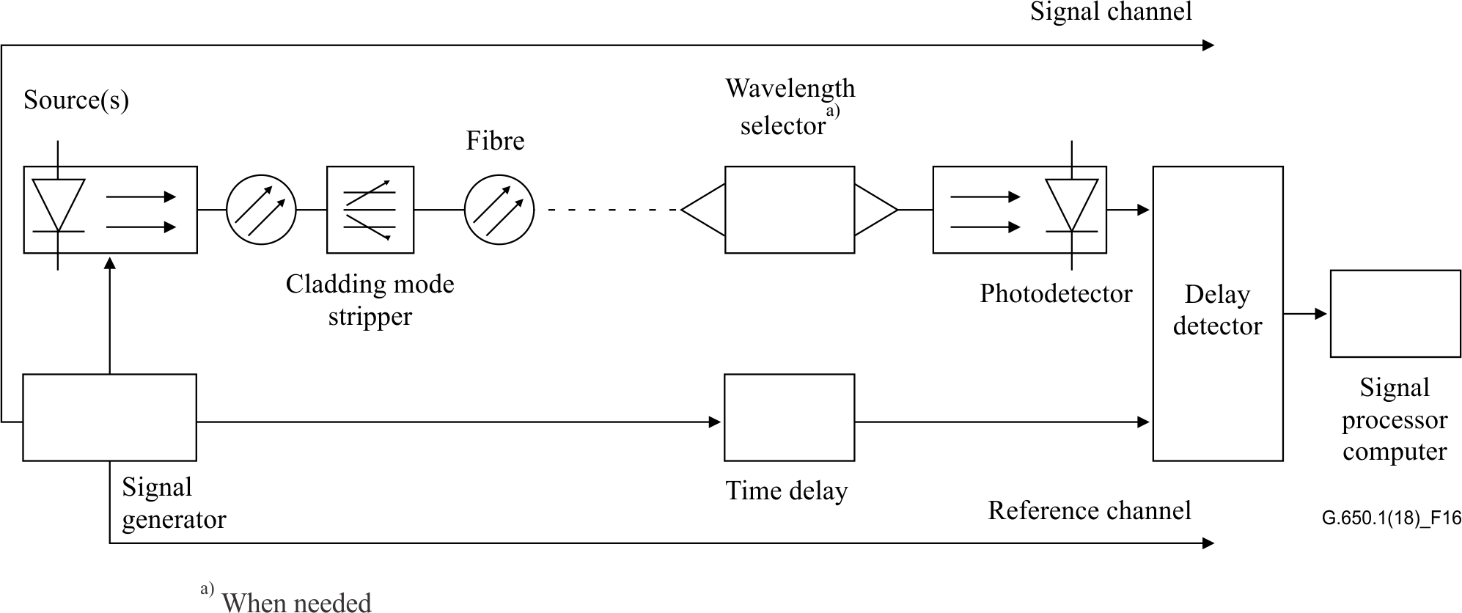 Signal channel
Source(s)
Wavelength
selector a)
Fibre
Cladding mode
stripper
Photodetector
Delay
detector
Signal
processor
computer
Signal
generator
Time delay
Reference channel
G.650.1(18)_F16
a) When needed